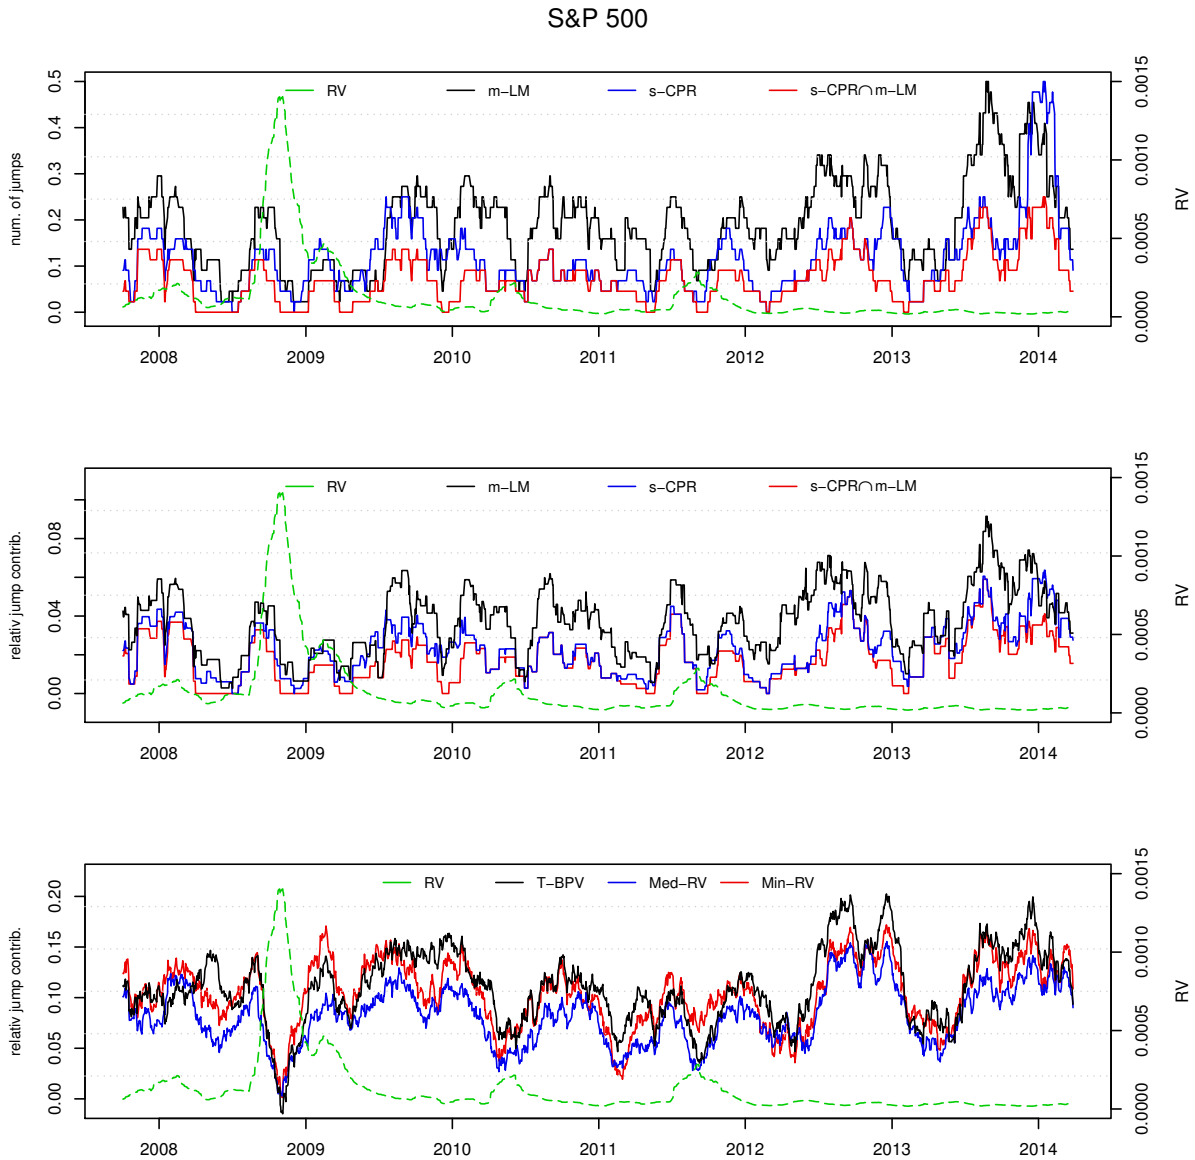 S&P 500
RV m−LM s−CPR s−CPR∩m−LM
num. of jumps
0.0 0.1 0.2 0.3 0.4 0.5
RV
0.0000 0.0005 0.0010 0.0015
2008 2009 2010 2011 2012 2013 2014
RV m−LM s−CPR s−CPR∩m−LM
relativ jump contrib.
0.00 0.04 0.08
RV
0.0000 0.0005 0.0010 0.0015
2008 2009 2010 2011 2012 2013 2014
RV T−BPV Med−RV Min−RV
relativ jump contrib.
0.00 0.05 0.10 0.15 0.20
RV
0.0000 0.0005 0.0010 0.0015
2008 2009 2010 2011 2012 2013 2014